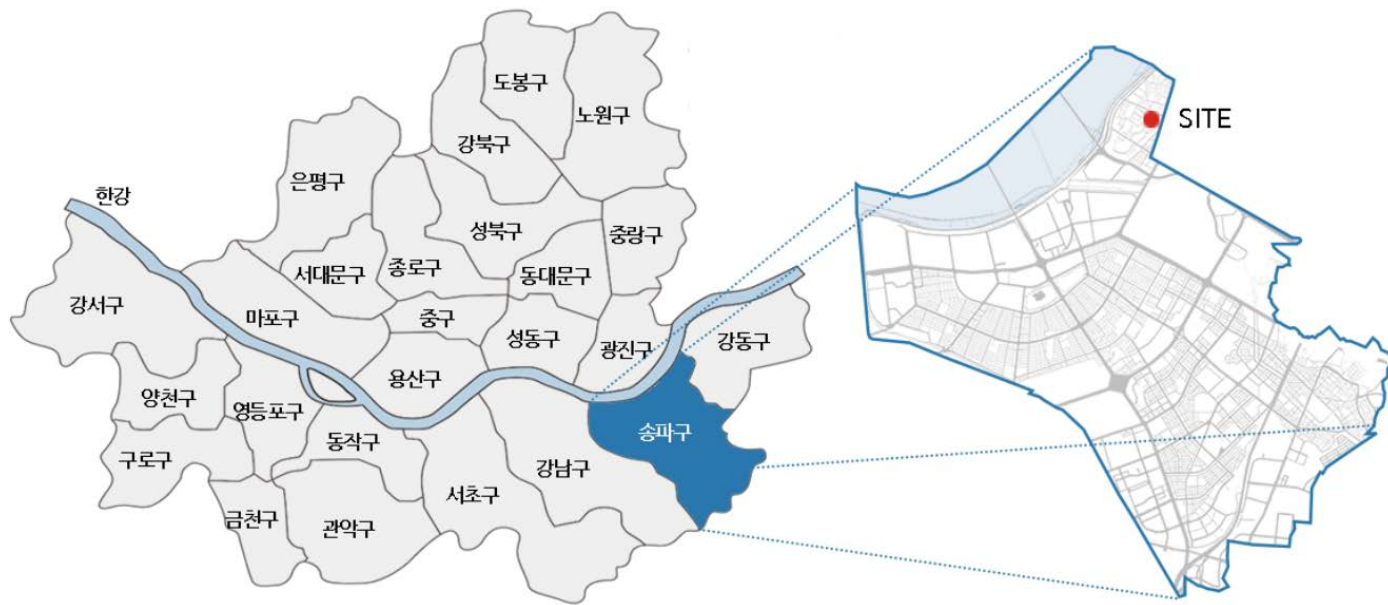 도봉구
노원구
강북구
은평구
한강
성북구
중랑구
서대문구
종로구
동대문구
강서구
마포구
중구
성동구
광진구
강동구
용산구
양천구
영등포구
송파구
동작구
구로구
강남구
서초구
금천구
관악구
SITE